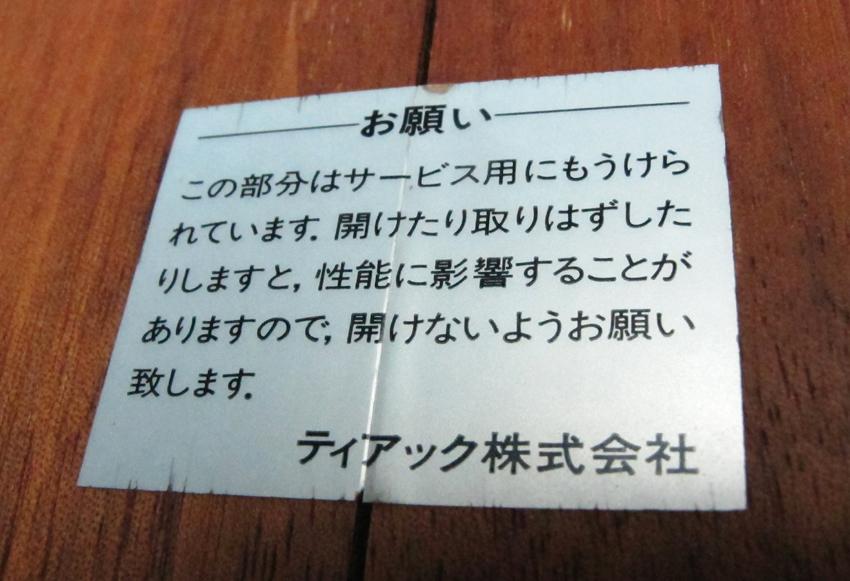 お願い
この部分はサービス用にもうけら
れています. 開けたり取りはずした
りしますと, 性能に影響することが
ありますので, 開けないようお願い
致します.
ティアック株式会社